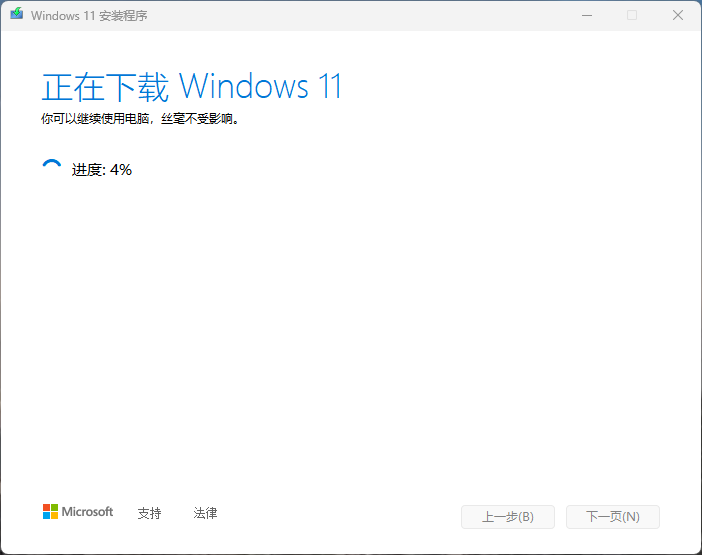 Windows 11 安装程序
正在下载 Windows 11
你可以继续使用电脑，丝毫不受影响。
进度: 4%
Microsoft 支持 法律 上一步(B) 下一页(N)